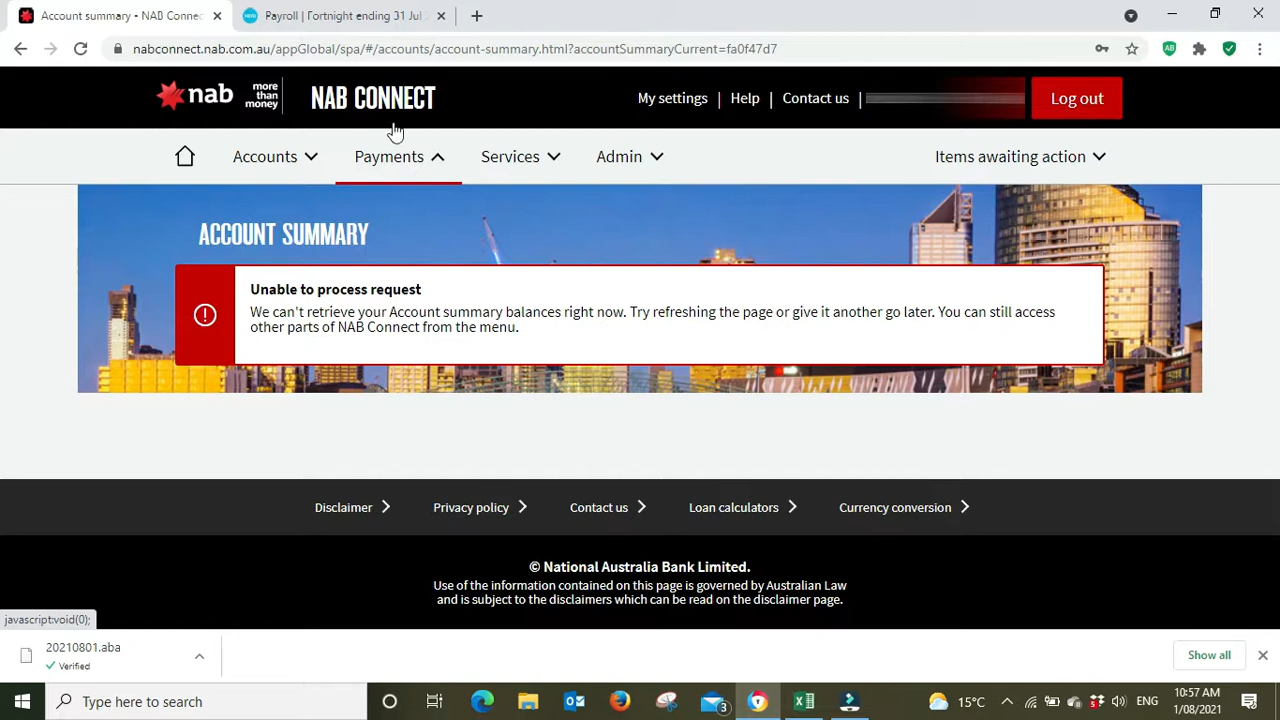 Account summary - NAB Connec
Payroll | Fortnight ending 31 Jul
nabconnect.nab.com.au/appGlobal/spa/#/accounts/account-summary.html?accountSummaryCurrent=fa0f47d7
nab
more
than
money
NAB CONNECT
My settings | Help | Contact us |
Log out
Accounts
Payments
Services
Admin
Items awaiting action
ACCOUNT SUMMARY
Unable to process request
We can't retrieve your Account summary balances right now. Try refreshing the page or give it another go later. You can still access
other parts of NAB Connect from the menu.
Disclaimer
Privacy policy
Contact us
Loan calculators
Currency conversion
© National Australia Bank Limited.
Use of the information contained on this page is governed by Australian Law
and is subject to the disclaimers which can be read on the disclaimer page.
javascript:void(0);
20210801.aba
Verified
Show all
Type here to search
3
15°C
ENG
10:57 AM
1/08/2021